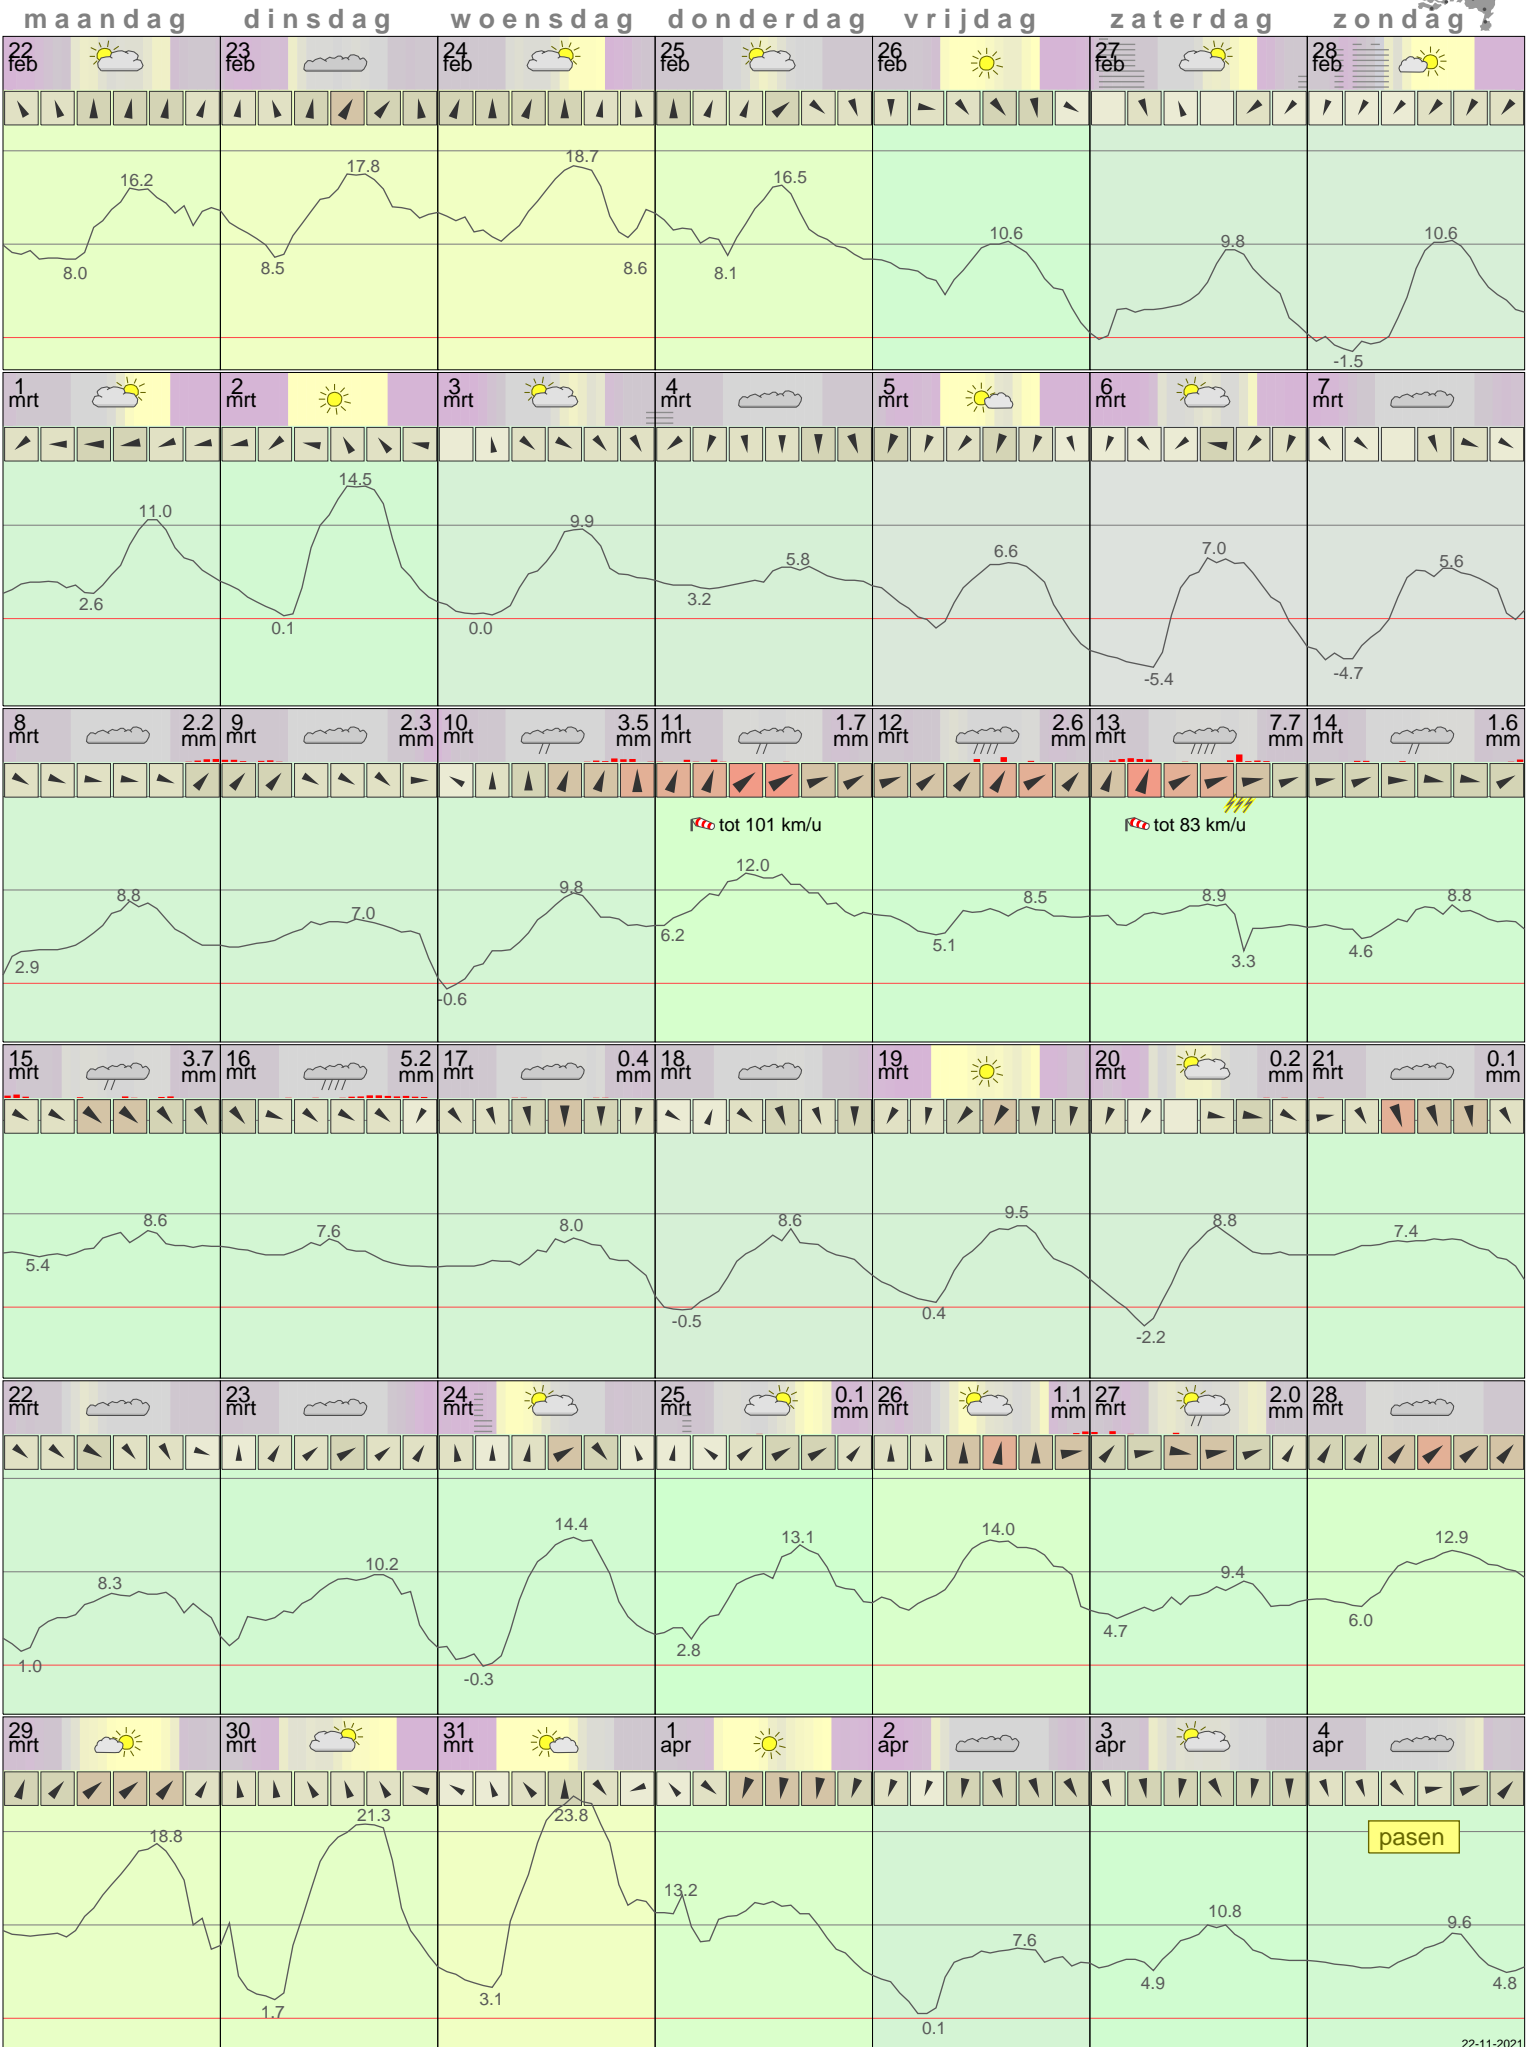 maandag dinsdag woensdag donderdag vrijdag zaterdag zondag
22 23 24 25 26 27 28
feb feb feb feb feb feb feb
16.2 17.8 18.7 16.5 10.6 9.8 10.6
8.0 8.5 8.6 8.1 -1.5
1 2 3 4 5 6 7
mrt mrt mrt mrt mrt mrt mrt
11.0 14.5 9.9 5.8 6.6 7.0 5.6
2.6 0.1 0.0 3.2 -5.4 -4.7
8 2.2 9 2.3 10 3.5 11 1.7 12 2.6 13 7.7 14 1.6
mrt mm mrt mm mrt mm mrt mm mrt mm mrt mm mrt mm
tot 101 km/u tot 83 km/u
8.8 7.0 9.8 12.0 8.5 8.9 8.8
2.9 -0.6 6.2 5.1 3.3 4.6
15 3.7 16 5.2 17 0.4 18 19 20 0.2 21 0.1
mrt mm mrt mm mrt mm mrt mrt mrt mm mrt mm
8.6 7.6 8.0 8.6 9.5 8.8 7.4
5.4 -0.5 0.4 -2.2
22 23 24 25 0.1 26 1.1 27 2.0 28
mrt mrt mrt mrt mm mrt mm mrt mm mrt
8.3 10.2 14.4 13.1 14.0 9.4 12.9
1.0 -0.3 2.8 4.7 6.0
29 30 31 1 2 3 4
mrt mrt mrt apr apr apr apr
pasen
18.8 21.3 23.8 13.2 7.6 10.8 9.6
1.7 3.1 0.1 4.9 4.8
22-11-2021